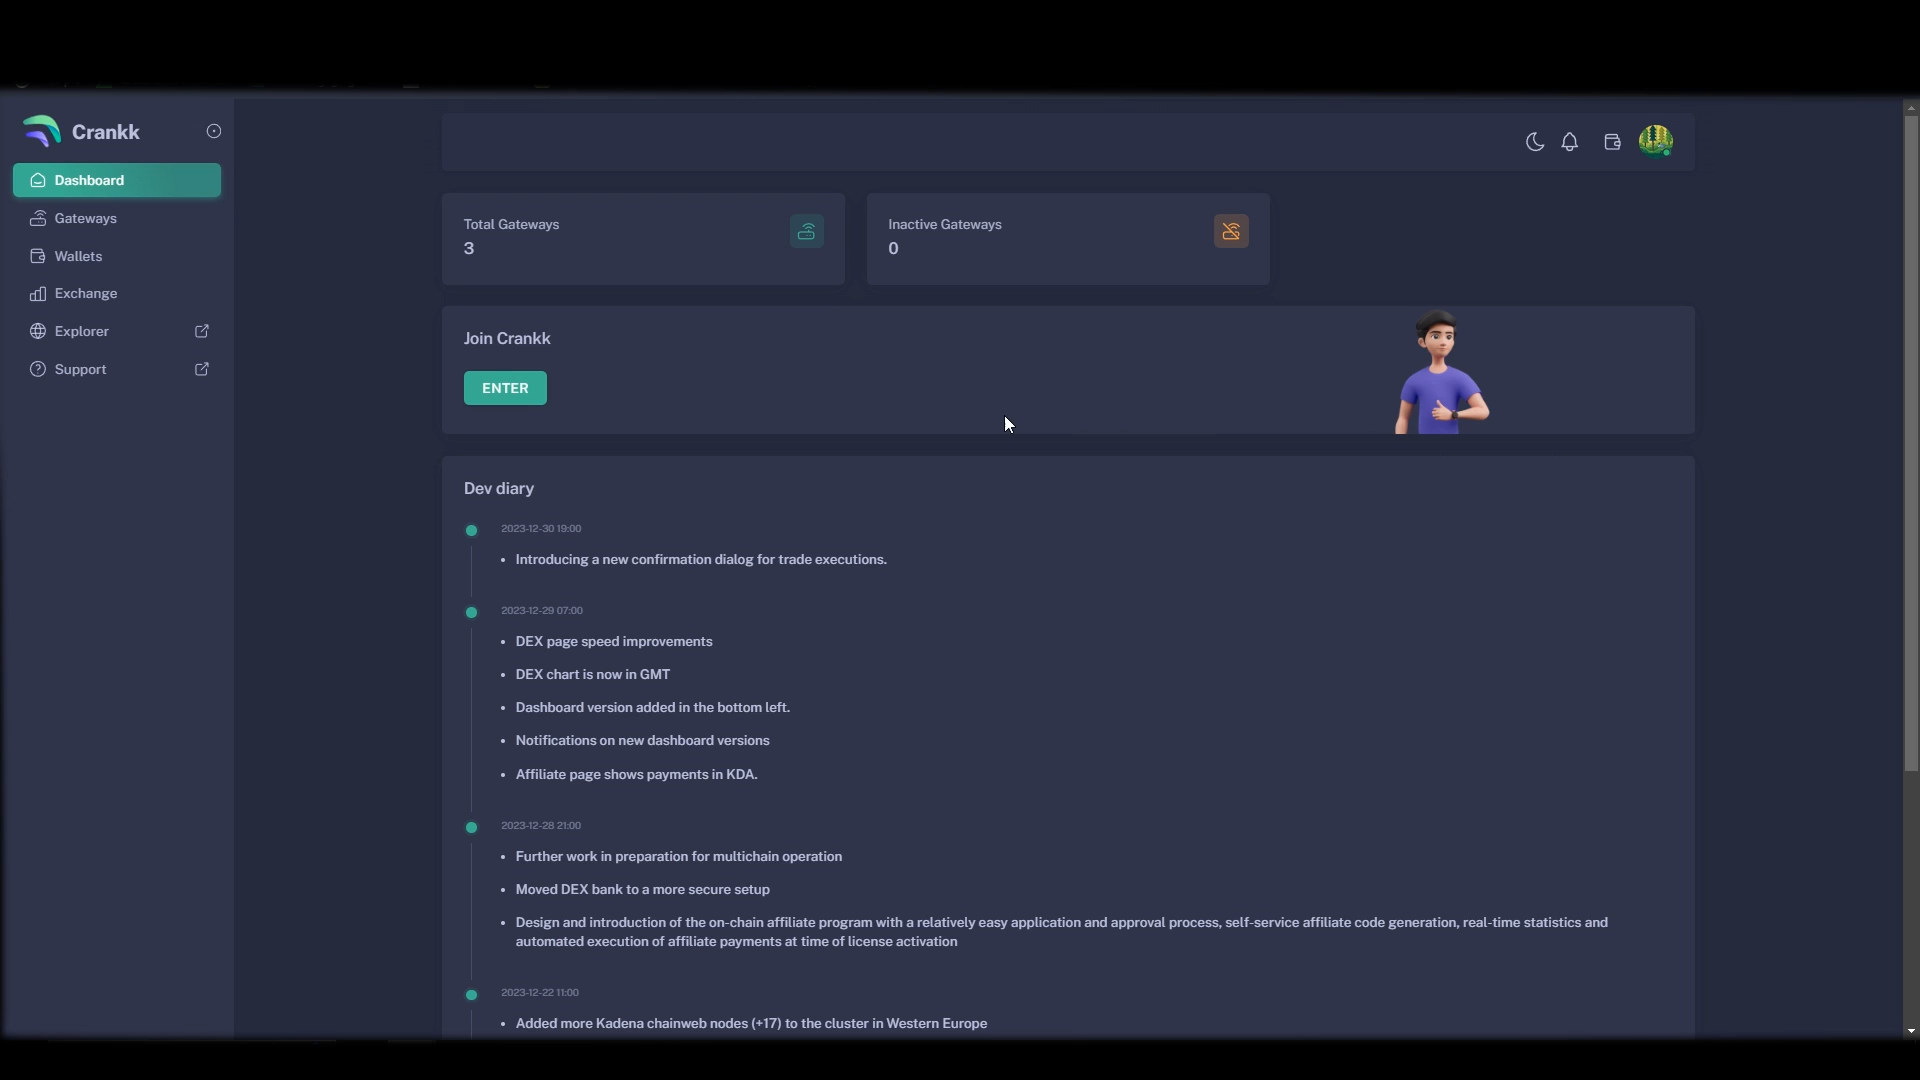 Crankk
Dashboard
Gateways
Wallets
Exchange
Explorer
Support
Total Gateways
3
Inactive Gateways
0
Join Crankk
ENTER
Dev diary
2023-12-30 19:00
• Introducing a new confirmation dialog for trade executions.
2023-12-29 07:00
• DEX page speed improvements
• DEX chart is now in GMT
• Dashboard version added in the bottom left.
• Notifications on new dashboard versions
• Affiliate page shows payments in KDA.
2023-12-28 21:00
• Further work in preparation for multichain operation
• Moved DEX bank to a more secure setup
• Design and introduction of the on-chain affiliate program with a relatively easy application and approval process, self-service affiliate code generation, real-time statistics and
automated execution of affiliate payments at time of license activation
2023-12-22 11:00
• Added more Kadena chainweb nodes (+17) to the cluster in Western Europe